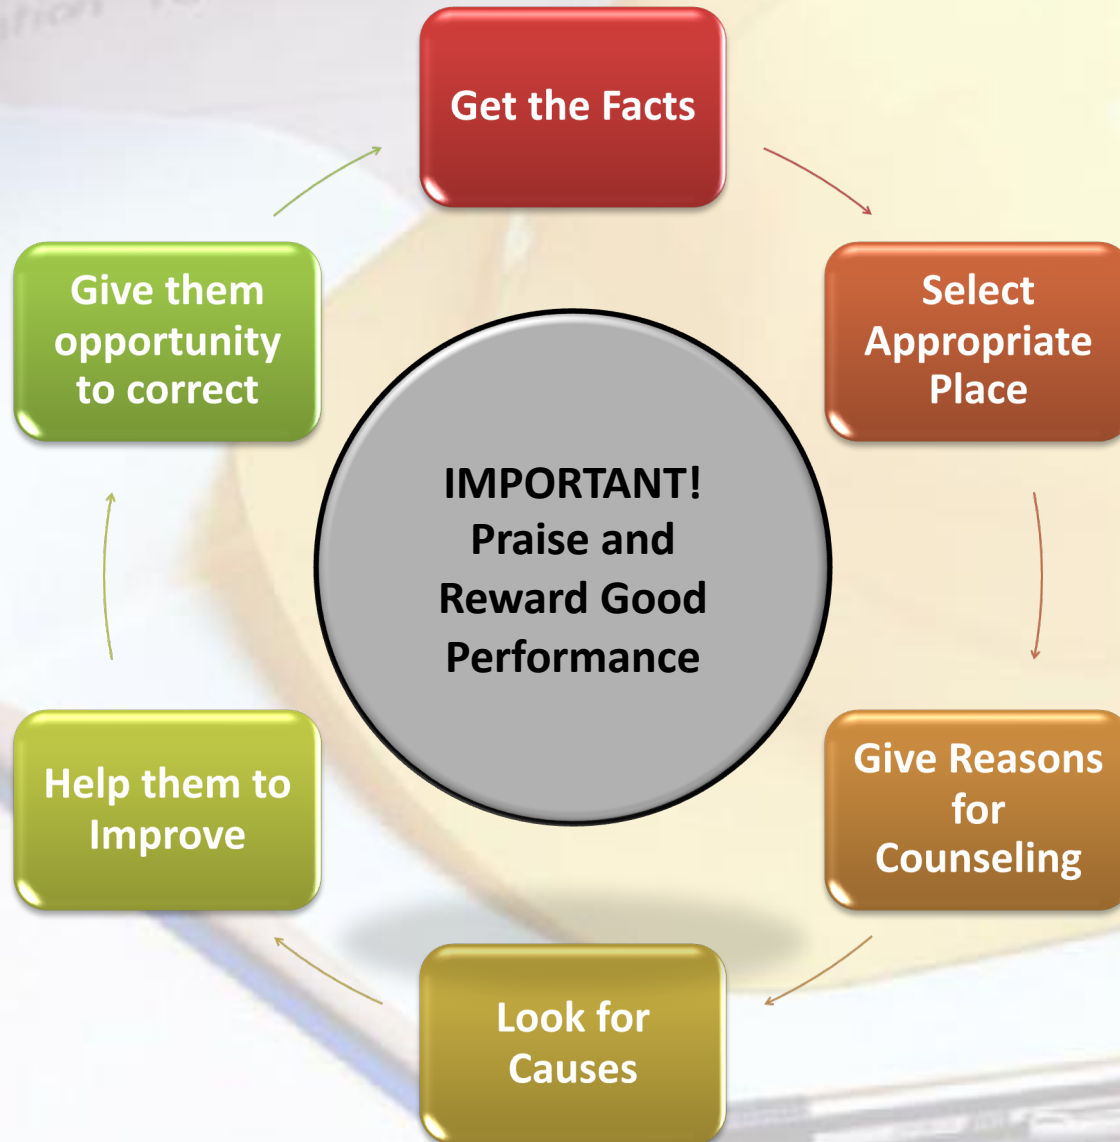 Get the Facts
Select
Appropriate
Place
Give Reasons
for
Counseling
Look for
Causes
Help them to
Improve
Give them
opportunity
to correct
IMPORTANT!
Praise and
Reward Good
Performance